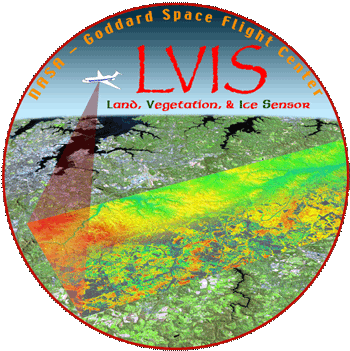 NASA – Goddard Space Flight Center
LVIS
Land, Vegetation, & Ice Sensor